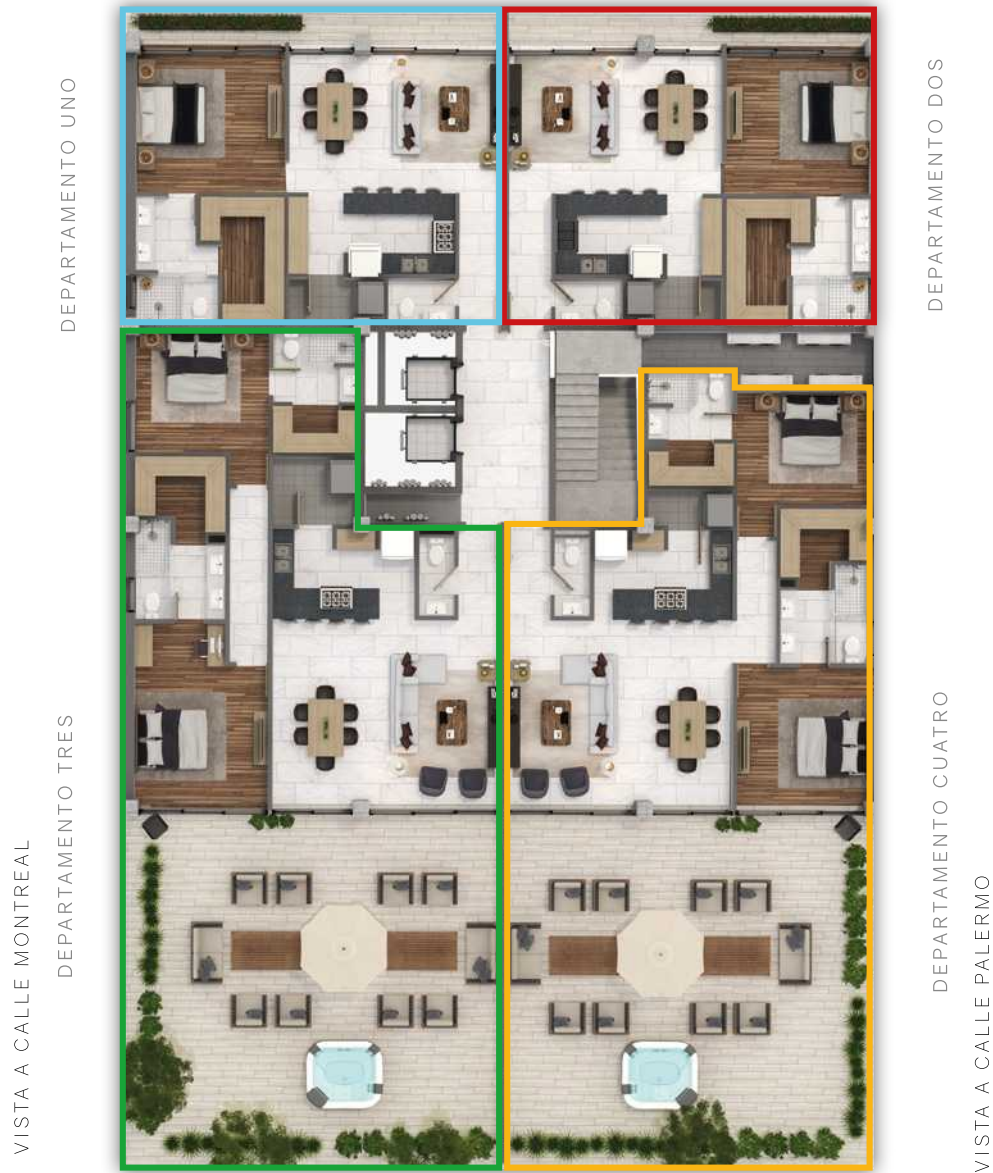 DEPARTAMENTO UNO
DEPARTAMENTO DOS
DEPARTAMENTO TRES
VISTA A CALLE MONTREAL
DEPARTAMENTO CUATRO
VISTA A CALLE PALERMO